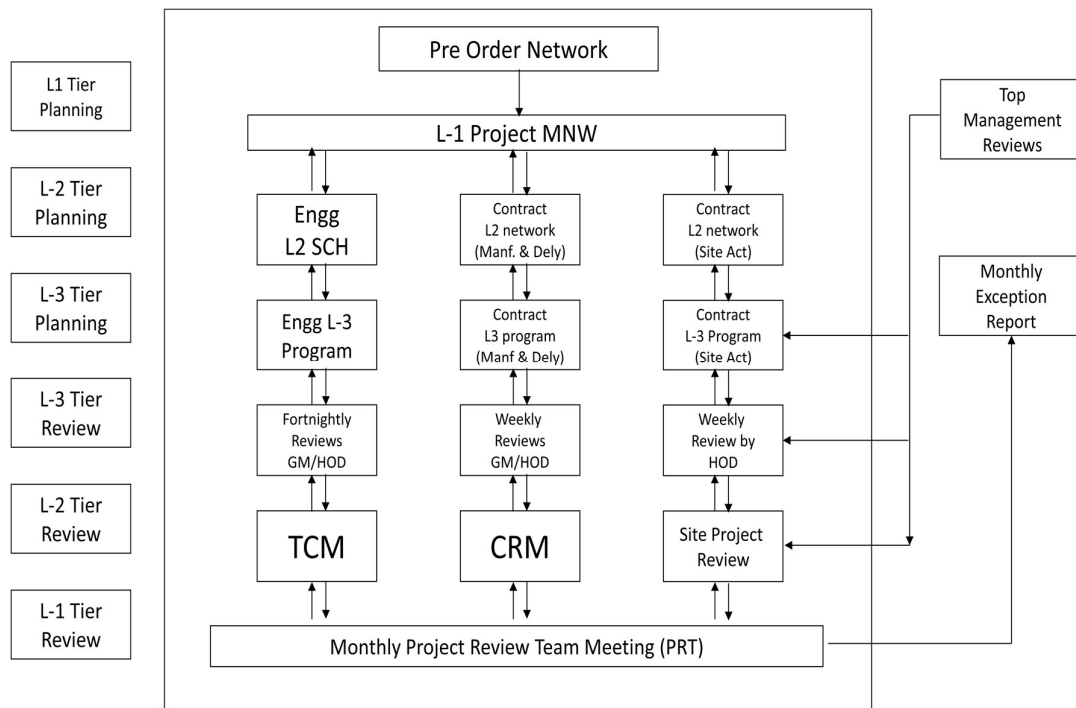 Pre Order Network
L1 Tier
Planning
Top
Management
Reviews
L-1 Project MNW
L-2 Tier
Planning
Engg
L2 SCH
Contract
L2 network
(Manf. & Dely)
Contract
L2 network
(Site Act)
L-3 Tier
Planning
Engg L-3
Program
Contract
L3 program
(Manf & Dely)
Contract
L-3 Program
(Site Act)
Monthly
Exception
Report
L-3 Tier
Review
Fortnightly
Reviews
GM/HOD
Weekly
Reviews
GM/HOD
Weekly
Review by
HOD
L-2 Tier
Review
TCM
CRM
Site Project
Review
L-1 Tier
Review
Monthly Project Review Team Meeting (PRT)